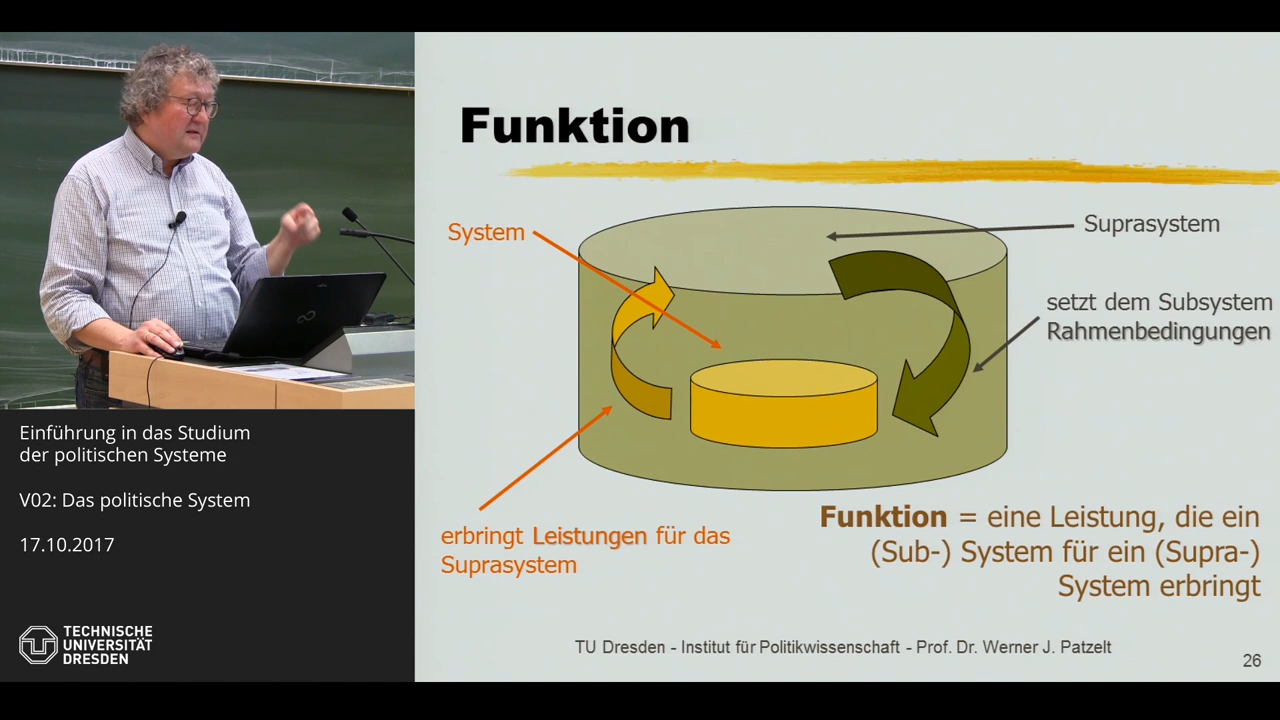 Funktion
System
Suprasystem
setzt dem Subsystem
Rahmenbedingungen
erbringt Leistungen für das
Suprasystem
Funktion = eine Leistung, die ein
(Sub-) System für ein (Supra-)
System erbringt
TU Dresden - Institut für Politikwissenschaft - Prof. Dr. Werner J. Patzelt
26
Einführung in das Studium
der politischen Systeme
V02: Das politische System
17.10.2017
TECHNISCHE
UNIVERSITÄT
DRESDEN